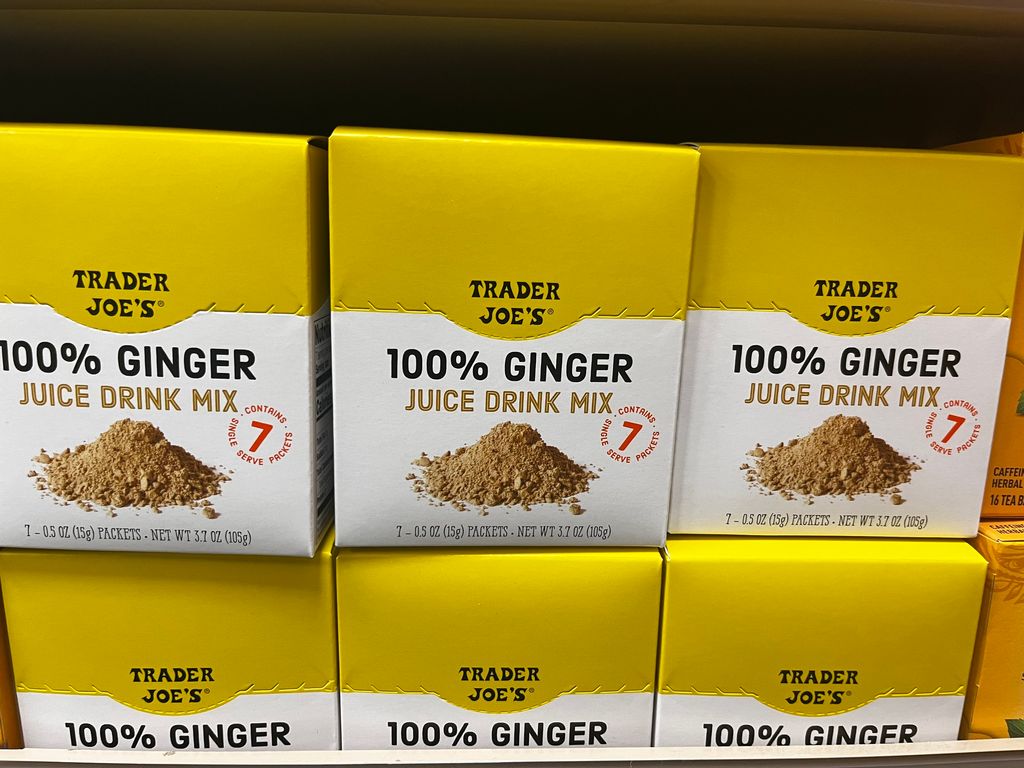 TRADER
JOE'S®
100% GINGER
JUICE DRINK MIX
· CONTAINS ·
7
SINGLE SERVE PACKETS
7 – 0.5 OZ (15g) PACKETS · NET WT 3.7 OZ (105g)
TRADER
JOE'S®
100% GINGER
JUICE DRINK MIX
· CONTAINS ·
7
SINGLE SERVE PACKETS
7 – 0.5 OZ (15g) PACKETS · NET WT 3.7 OZ (105g)
TRADER
JOE'S®
100% GINGER
JUICE DRINK MIX
· CONTAINS ·
7
SINGLE SERVE PACKETS
7 – 0.5 OZ (15g) PACKETS · NET WT 3.7 OZ (105g)
HERBAL
16 TEA
TRADER
JOE'S®
100% GINGER
TRADER
JOE'S®
100% GINGER
TRADER
JOE'S®
100% GINGER